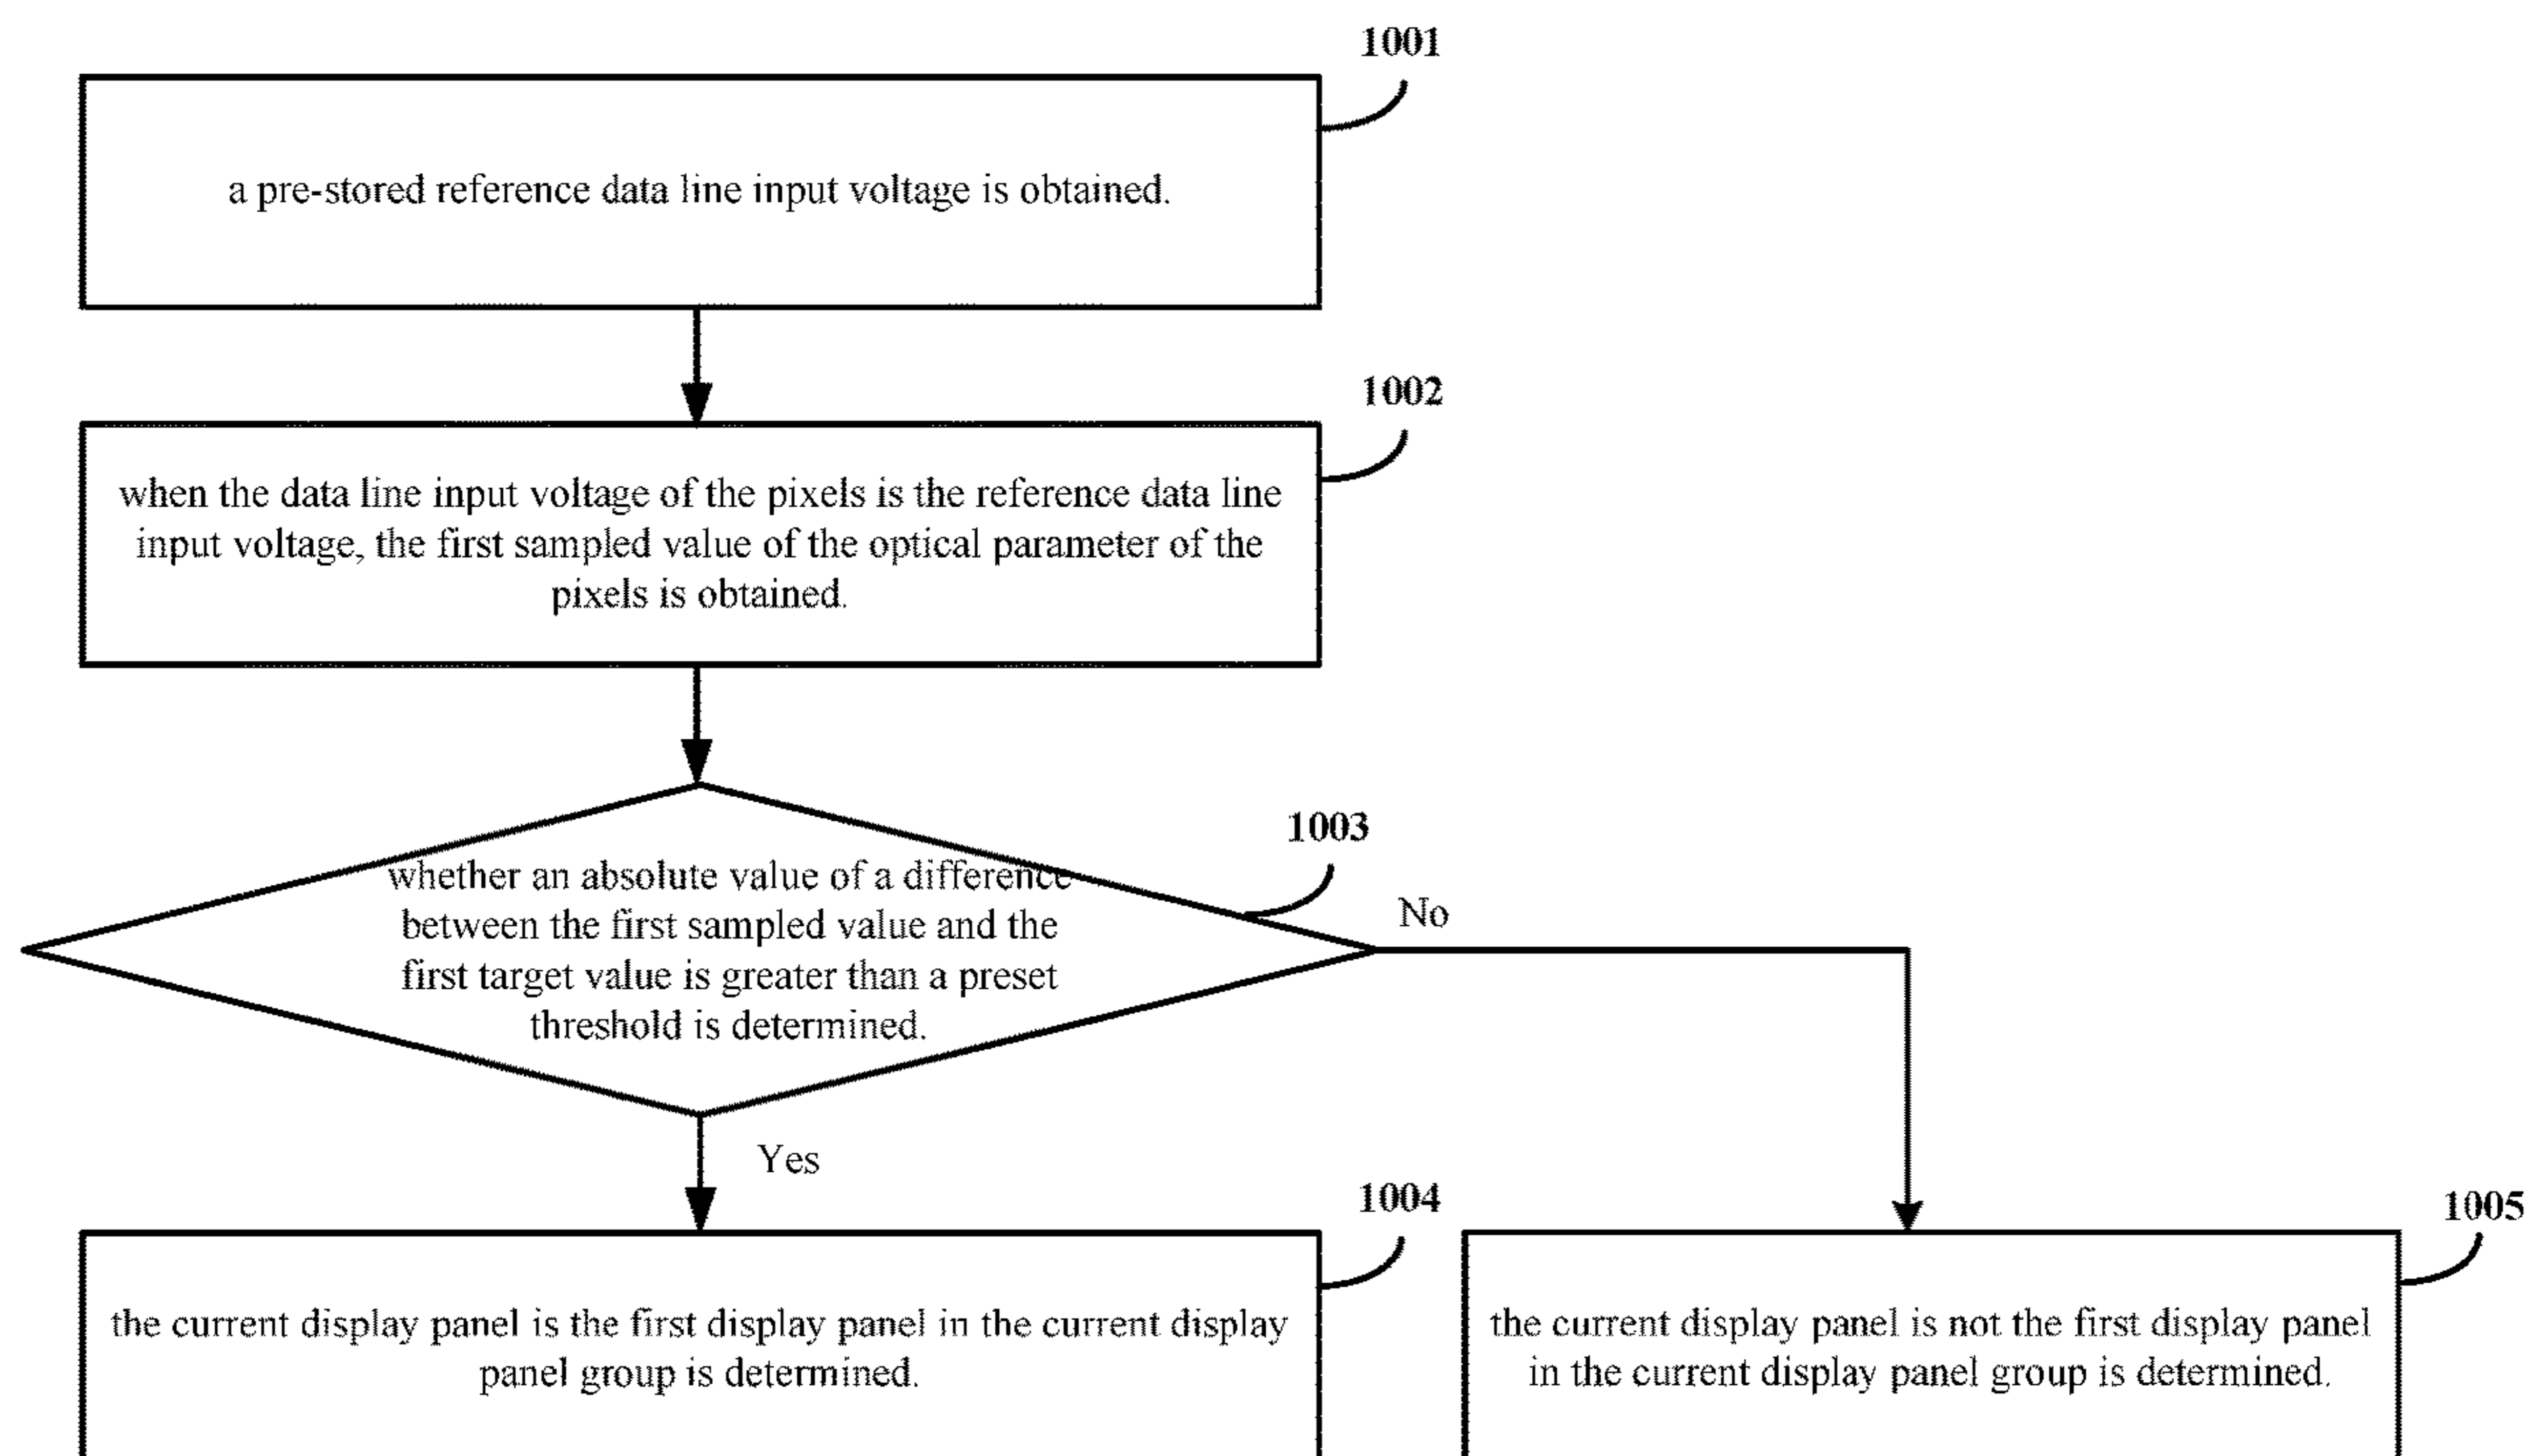 1001
a pre-stored reference data line input voltage is obtained.
1002
when the data line input voltage of the pixels is the reference data line
input voltage, the first sampled value of the optical parameter of the
pixels is obtained.
1003
whether an absolute value of a difference
between the first sampled value and the
first target value is greater than a preset
threshold is determined.
No
Yes
1004
the current display panel is the first display panel in the current display
panel group is determined.
1005
the current display panel is not the first display panel
in the current display panel group is determined.